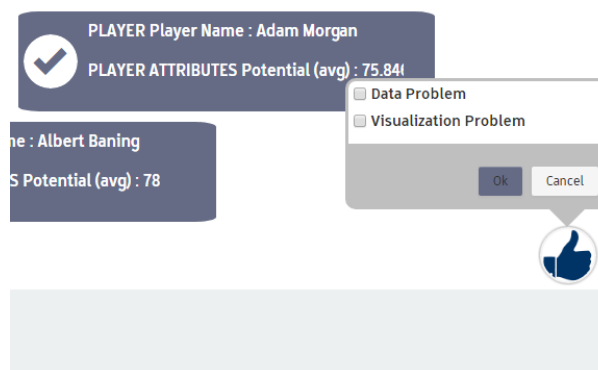 PLAYER Player Name : Adam Morgan
PLAYER ATTRIBUTES Potential (avg) : 75.84
Data Problem
Visualization Problem
me : Albert Baning
S Potential (avg) : 78
Ok
Cancel